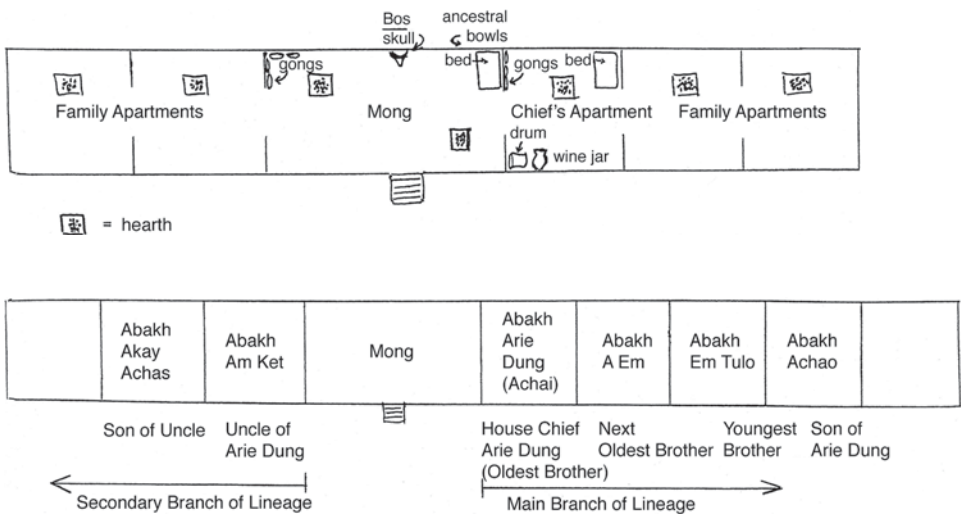 Bos
skull
ancestral
bowls
gongs
bed
gongs
bed
Family Apartments
Mong
Chief's Apartment
Family Apartments
drum
wine jar
= hearth
Abakh
Akay
Achas
Abakh
Am Ket
Mong
Abakh
Arie
Dung
(Achai)
Abakh
A Em
Abakh
Em Tulo
Abakh
Achao
Son of Uncle
Uncle of
Arie Dung
House Chief
Arie Dung
(Oldest Brother)
Next
Oldest Brother
Youngest
Brother
Son of
Arie Dung
Secondary Branch of Lineage
Main Branch of Lineage